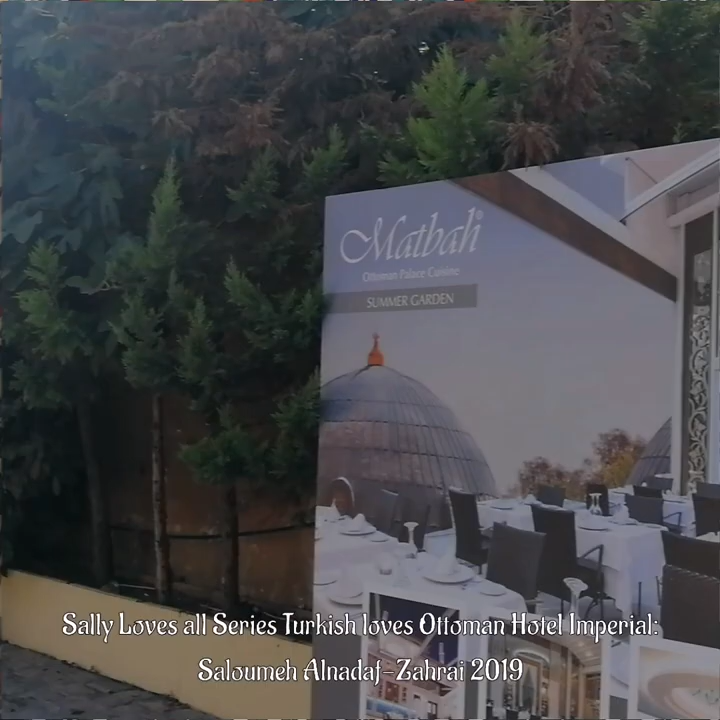 Matbah
Ottoman Palace Cuisine
SUMMER GARDEN
Sally Loves all Series Turkish loves Ottoman Hotel Imperial:
Saloumeh Alnadaf-Zahrai 2019